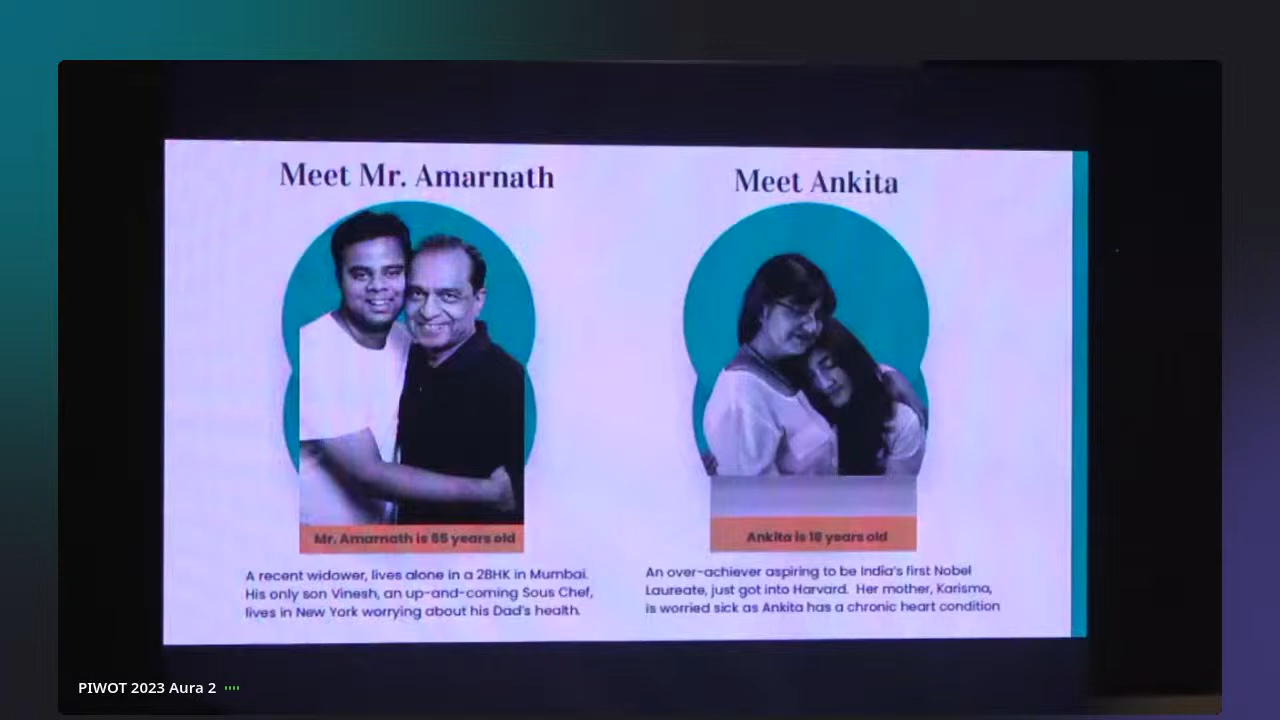 Meet Mr. Amarnath
Mr. Amarnath is 65 years old
A recent widower, lives alone in a 2BHK in Mumbai.
His only son Vinesh, an up-and-coming Sous Chef,
lives in New York worrying about his Dad's health.
Meet Ankita
Ankita is 18 years old
An over-achiever aspiring to be India's first Nobel
Laureate, just got into Harvard. Her mother, Karisma,
is worried sick as Ankita has a chronic heart condition
PIWOT 2023 Aura 2